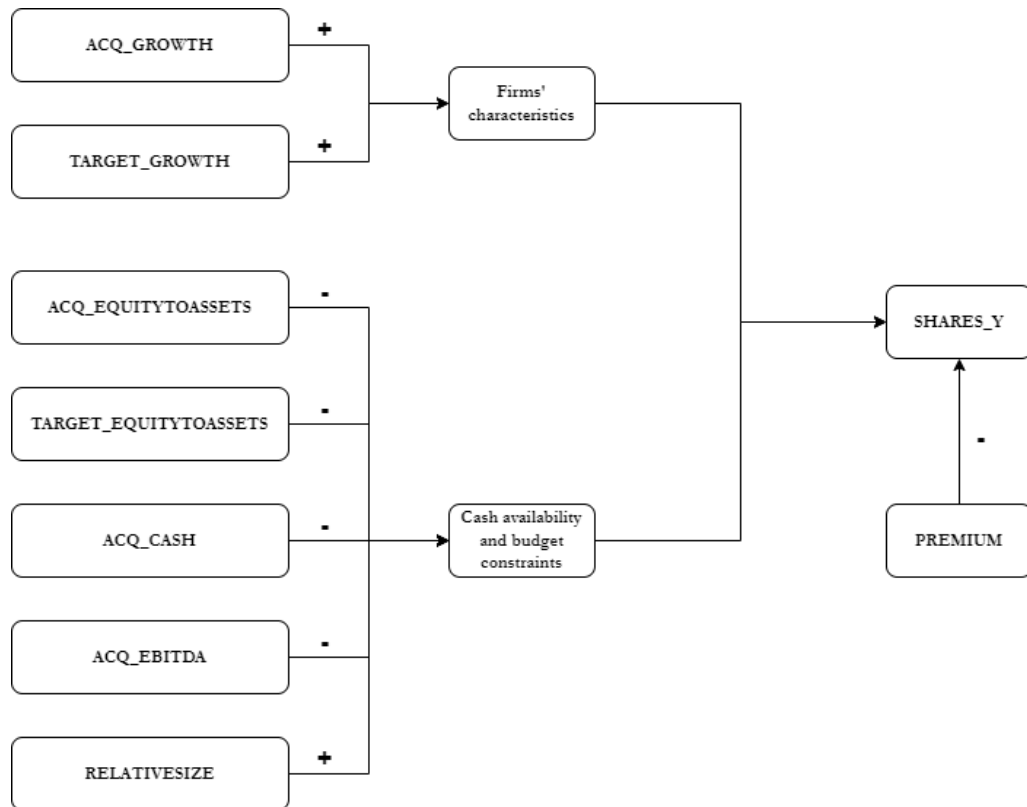 ACQ_GROWTH
+
Firms'
characteristics
TARGET_GROWTH
+
ACQ_EQUITYTOASSETS
-
SHARES_Y
TARGET_EQUITYTOASSETS
-
-
ACQ_CASH
-
Cash availability
and budget
constraints
PREMIUM
ACQ_EBITDA
-
RELATIVESIZE
+